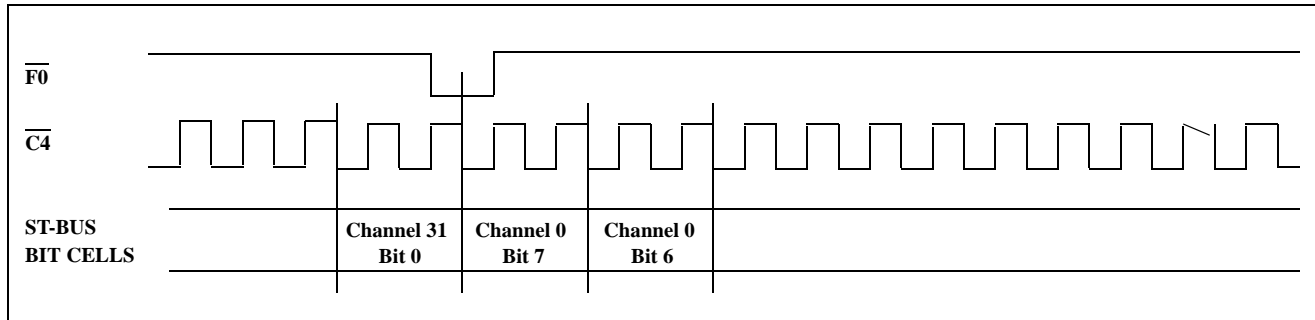 F0
C4
ST-BUS
BIT CELLS
Channel 31
Bit 0
Channel 0
Bit 7
Channel 0
Bit 6